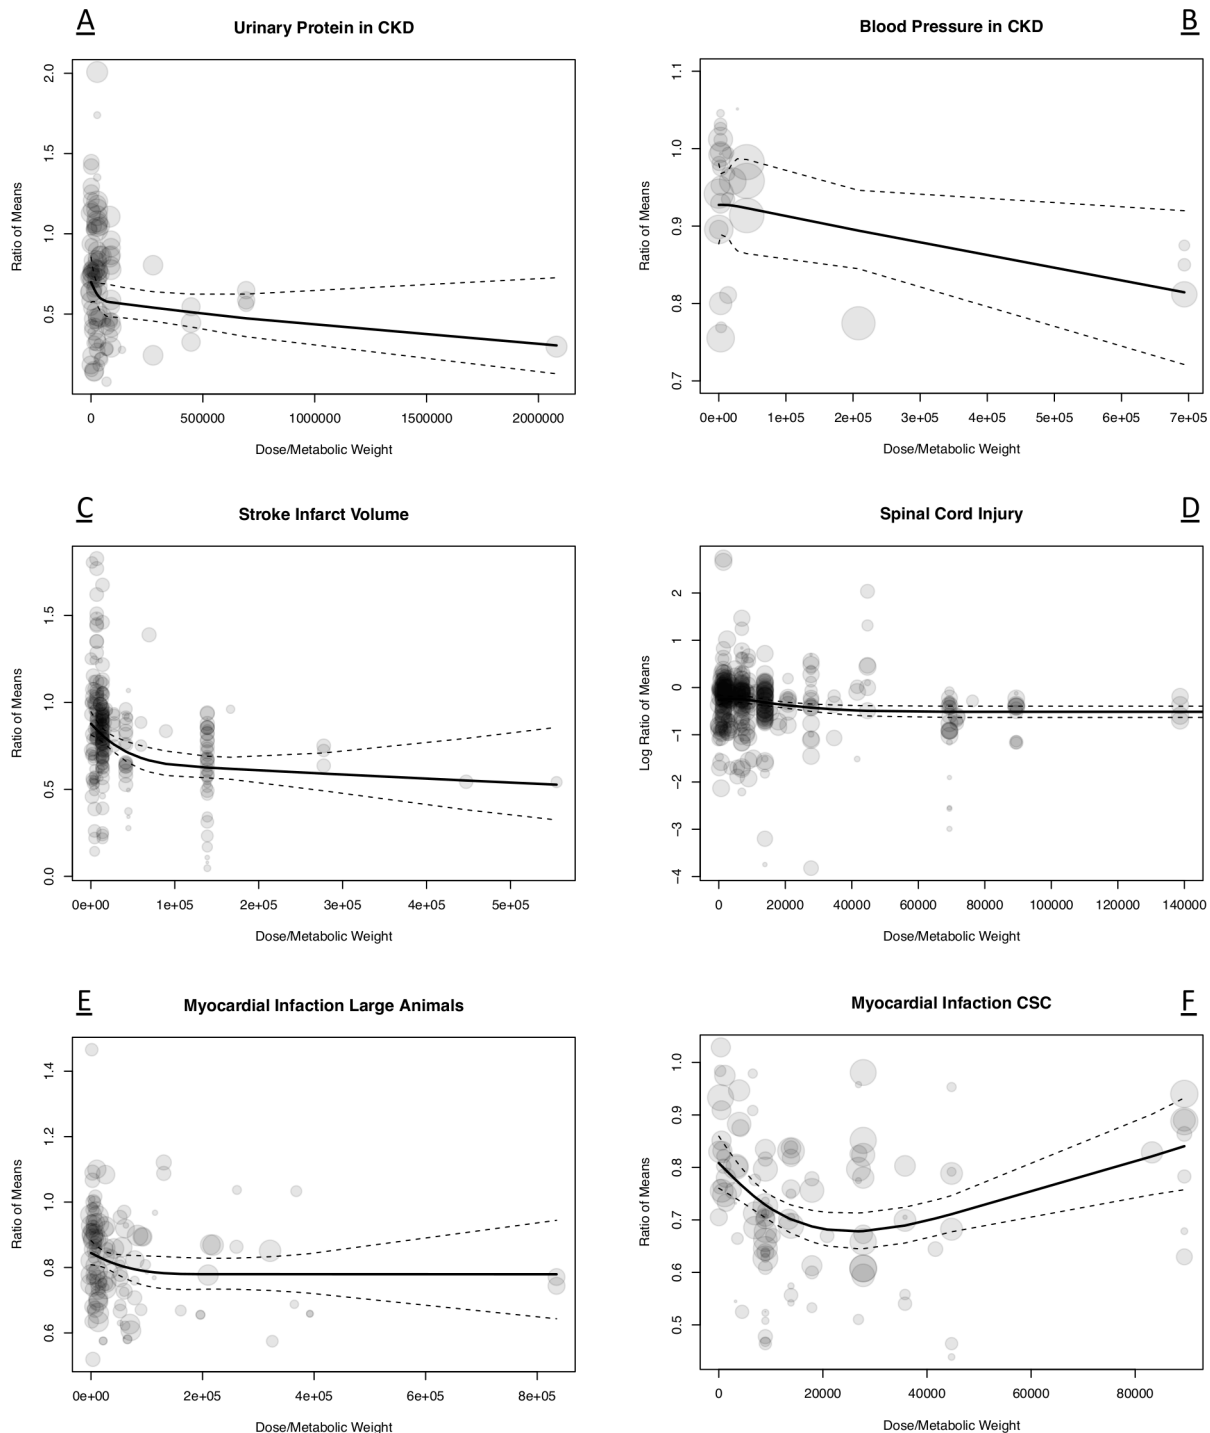 A
Urinary Protein in CKD
Ratio of Means
2.0
1.5
1.0
0.5
0 500000 1000000 1500000 2000000
Dose/Metabolic Weight
B
Blood Pressure in CKD
Ratio of Means
1.1
1.0
0.9
0.8
0.7
0e+00 1e+05 2e+05 3e+05 4e+05 5e+05 6e+05 7e+05
Dose/Metabolic Weight
C
Stroke Infarct Volume
Ratio of Means
1.5
1.0
0.5
0.0
0e+00 1e+05 2e+05 3e+05 4e+05 5e+05
Dose/Metabolic Weight
D
Spinal Cord Injury
Log Ratio of Means
2
1
0
−1
−2
−3
−4
0 20000 40000 60000 80000 100000 120000 140000
Dose/Metabolic Weight
E
Myocardial Infaction Large Animals
Ratio of Means
1.4
1.2
1.0
0.8
0.6
0e+00 2e+05 4e+05 6e+05 8e+05
Dose/Metabolic Weight
F
Myocardial Infaction CSC
Ratio of Means
1.0
0.9
0.8
0.7
0.6
0.5
0 20000 40000 60000 80000
Dose/Metabolic Weight